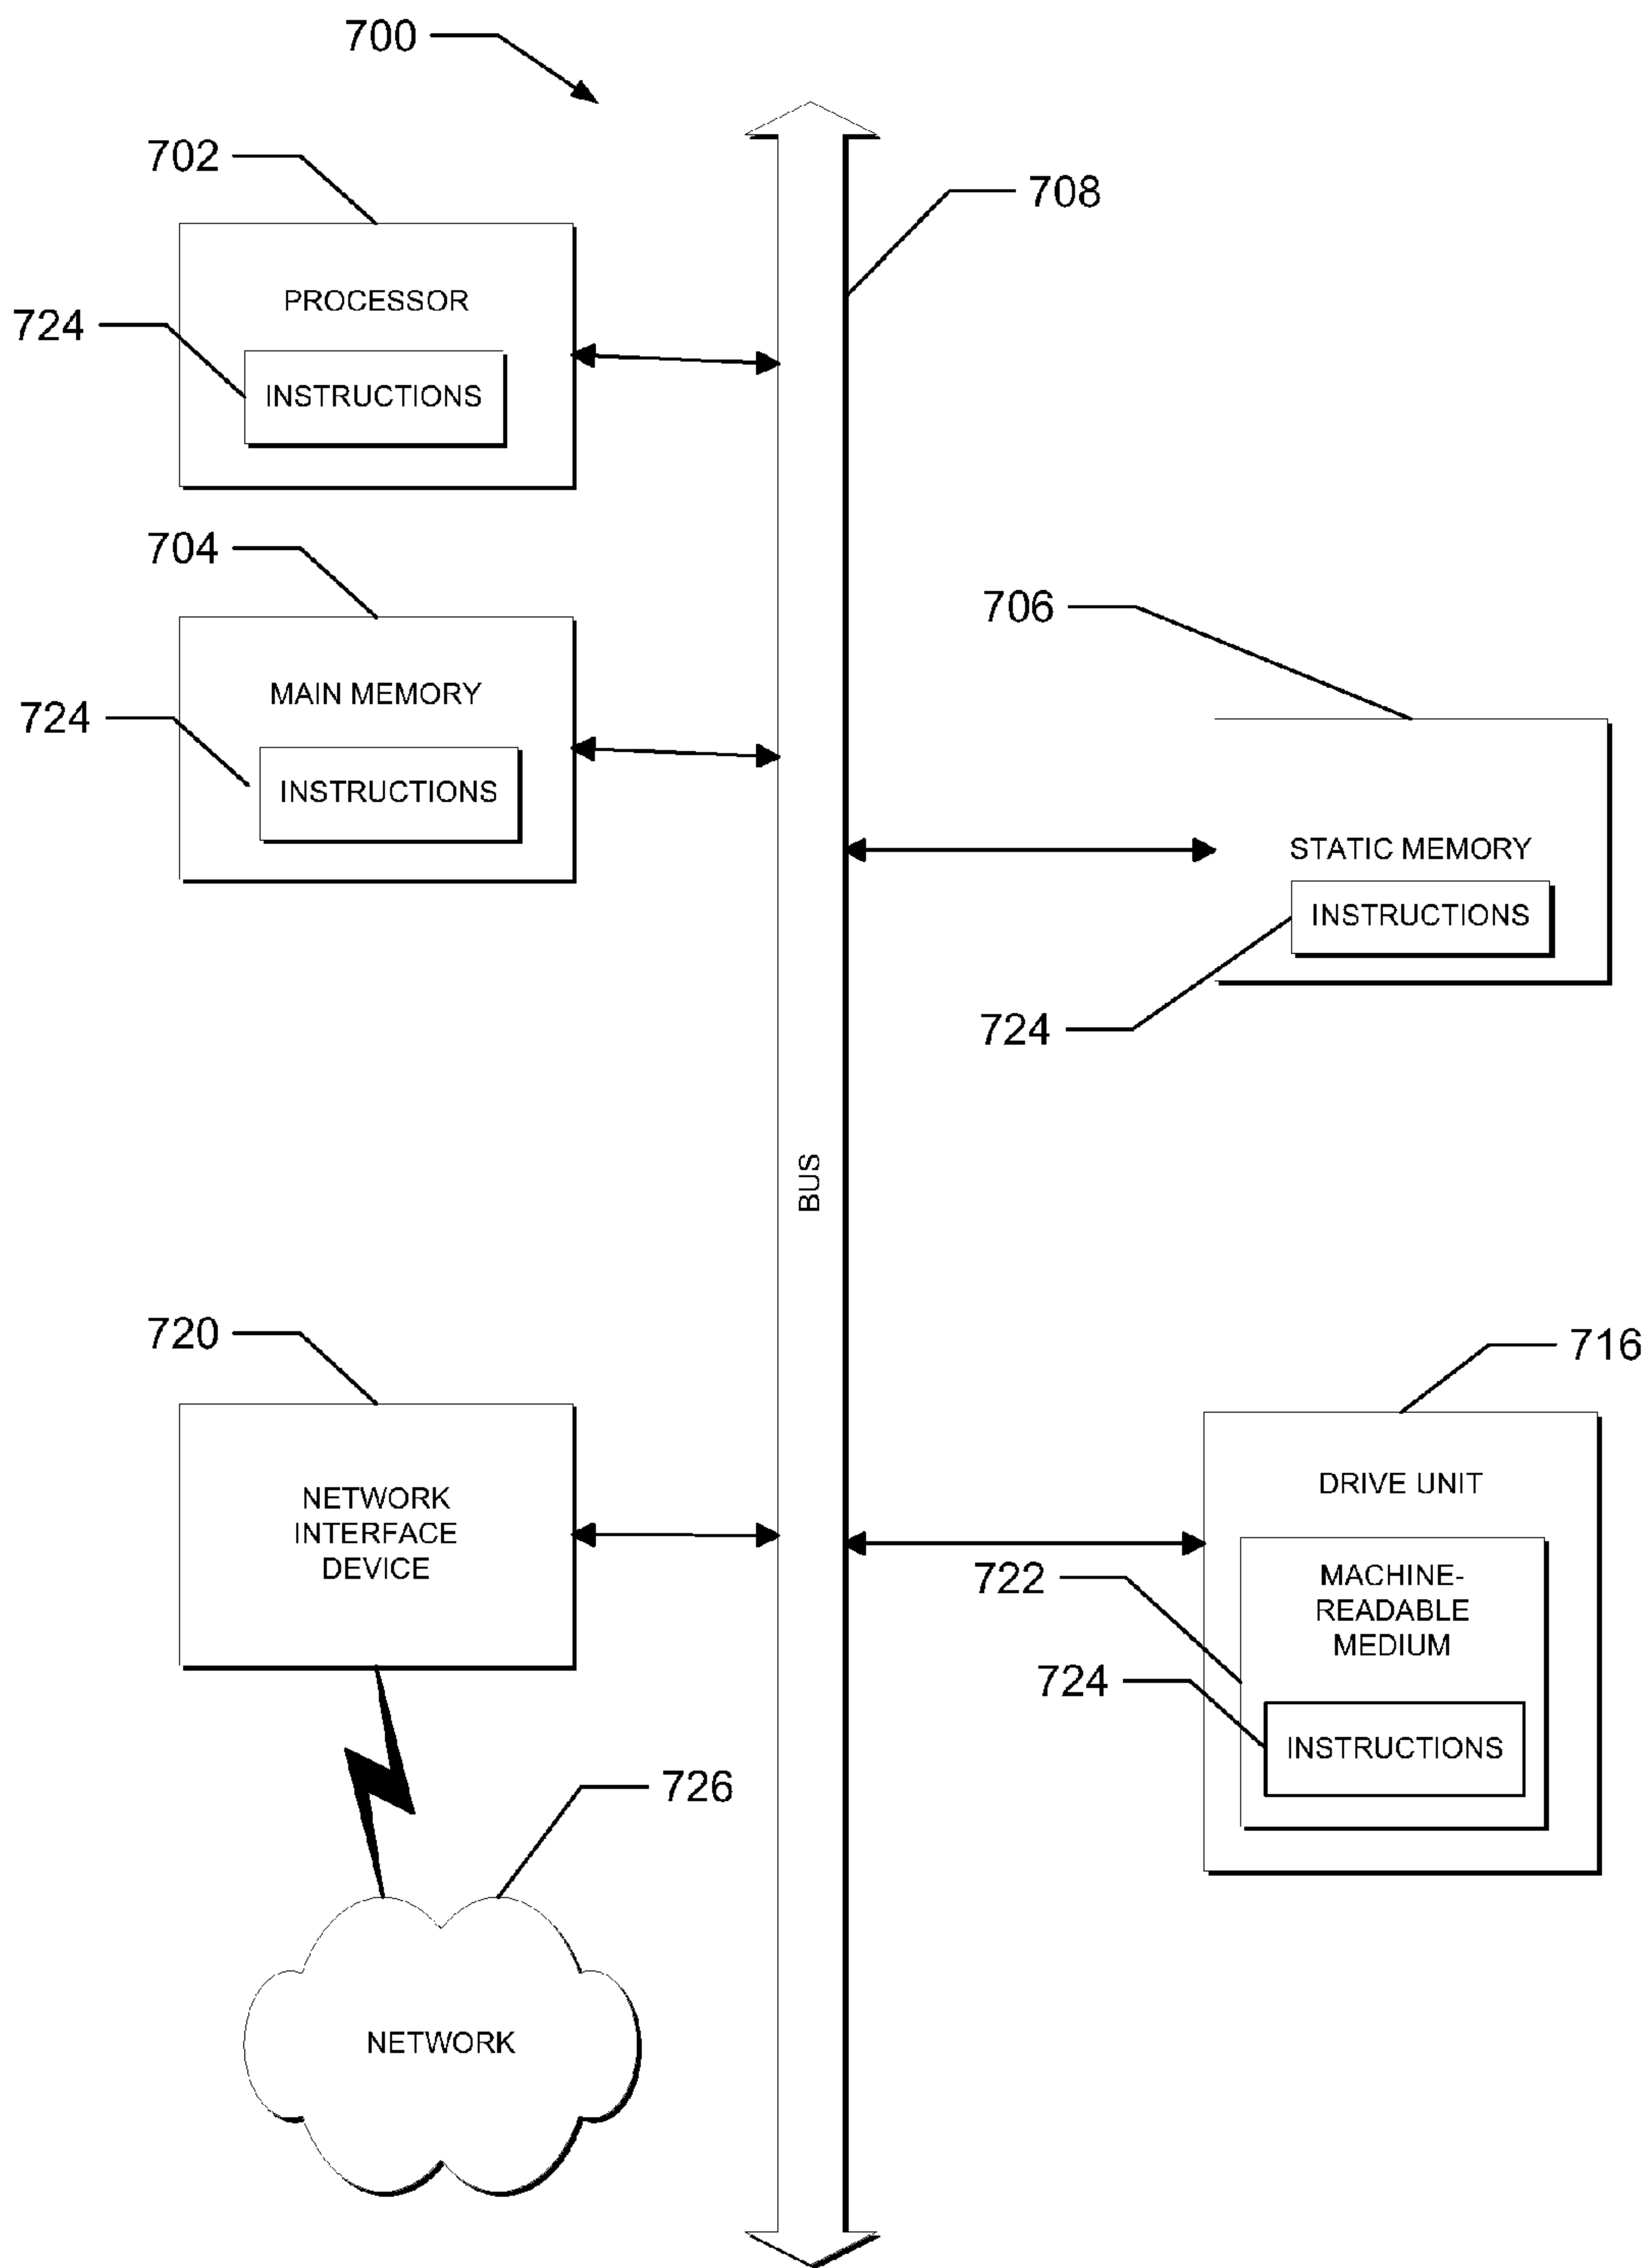 700
702
708
PROCESSOR
724
INSTRUCTIONS
704
706
MAIN MEMORY
724
INSTRUCTIONS
STATIC MEMORY
INSTRUCTIONS
724
BUS
720
716
NETWORK
INTERFACE
DEVICE
DRIVE UNIT
722
MACHINE-
READABLE
MEDIUM
724
INSTRUCTIONS
726
NETWORK